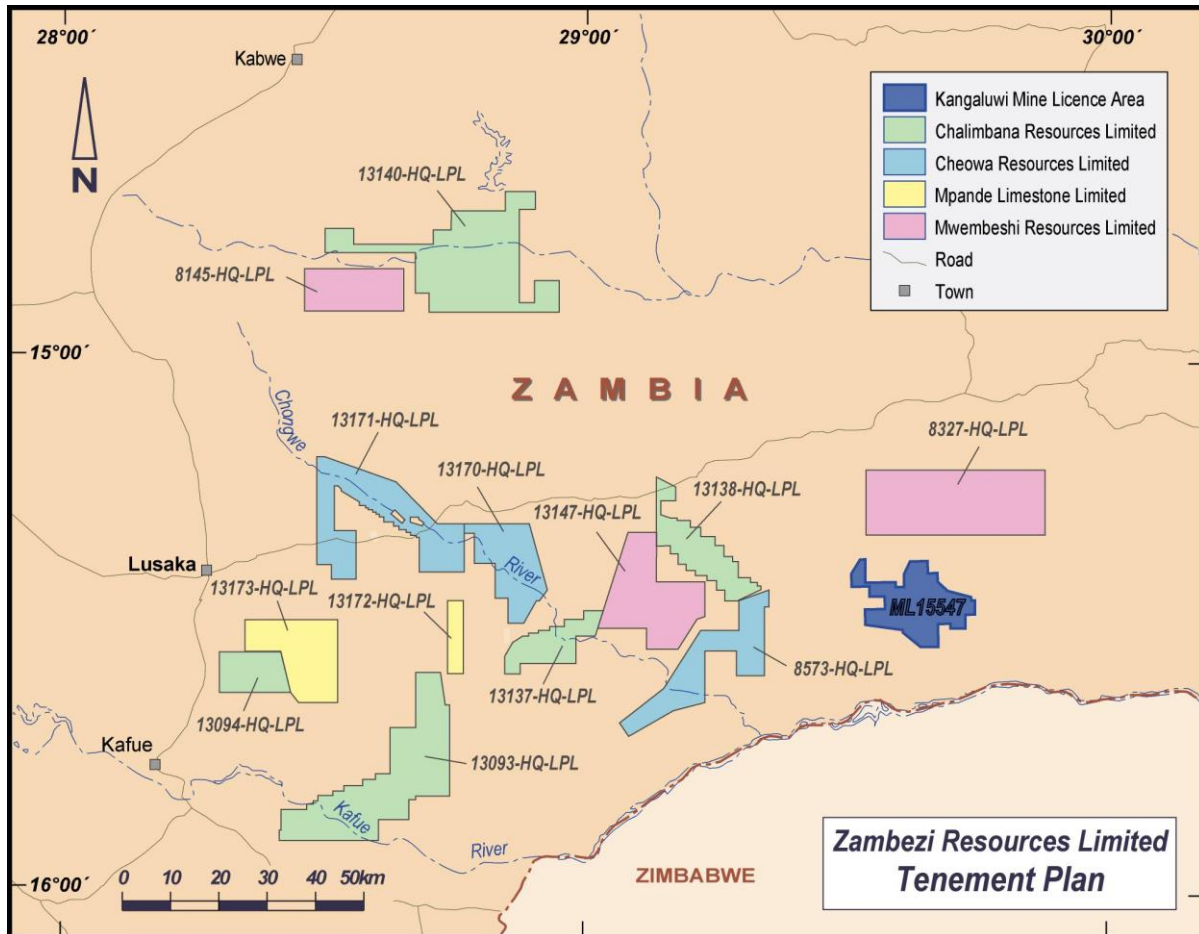 28°00´
29°00´
30°00´
Kabwe
N
Kangaluwi Mine Licence Area
Chalimbana Resources Limited
Cheowa Resources Limited
Mpande Limestone Limited
Mwembeshi Resources Limited
Road
Town
13140-HQ-LPL
8145-HQ-LPL
15°00´
ZAMBIA
Chongwe
13171-HQ-LPL
8327-HQ-LPL
13170-HQ-LPL
13138-HQ-LPL
13147-HQ-LPL
Lusaka
River
13173-HQ-LPL
13172-HQ-LPL
ML15547
8573-HQ-LPL
13137-HQ-LPL
13094-HQ-LPL
Kafue
13093-HQ-LPL
Kafue
River
16°00´
0 10 20 30 40 50km
ZIMBABWE
Zambezi Resources Limited
Tenement Plan